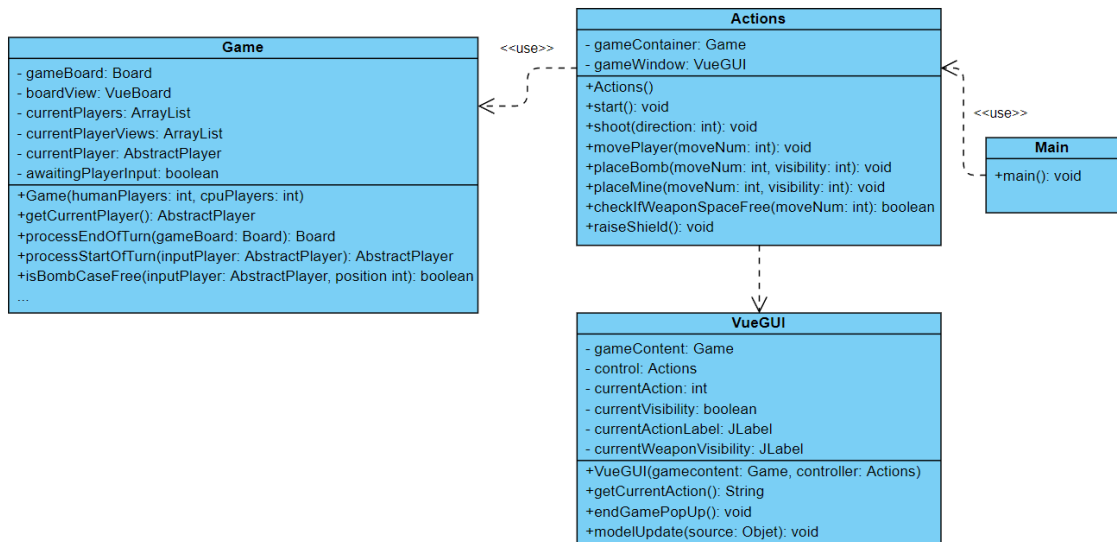 Game
- gameBoard: Board
- boardView: VueBoard
- currentPlayers: ArrayList
- currentPlayerViews: ArrayList
- currentPlayer: AbstractPlayer
- awaitingPlayerInput: boolean
+Game(humanPlayers: int, cpuPlayers: int)
+getCurrentPlayer(): AbstractPlayer
+processEndOfTurn(gameBoard: Board): Board
+processStartOfTurn(inputPlayer: AbstractPlayer): AbstractPlayer
+isBombCaseFree(inputPlayer: AbstractPlayer, position int): boolean
...
<<use>>
Actions
- gameContainer: Game
- gameWindow: VueGUI
+Actions()
+start(): void
+shoot(direction: int): void
+movePlayer(moveNum: int): void
+placeBomb(moveNum: int, visibility: int): void
+placeMine(moveNum: int, visibility: int): void
+checkIfWeaponSpaceFree(moveNum: int): boolean
+raiseShield(): void
<<use>>
Main
+main(): void
VueGUI
- gameContent: Game
- control: Actions
- currentAction: int
- currentVisibility: boolean
- currentActionLabel: JLabel
- currentWeaponVisibility: JLabel
+VueGUI(gamecontent: Game, controller: Actions)
+getCurrentAction(): String
+endGamePopUp(): void
+modelUpdate(source: Objet): void